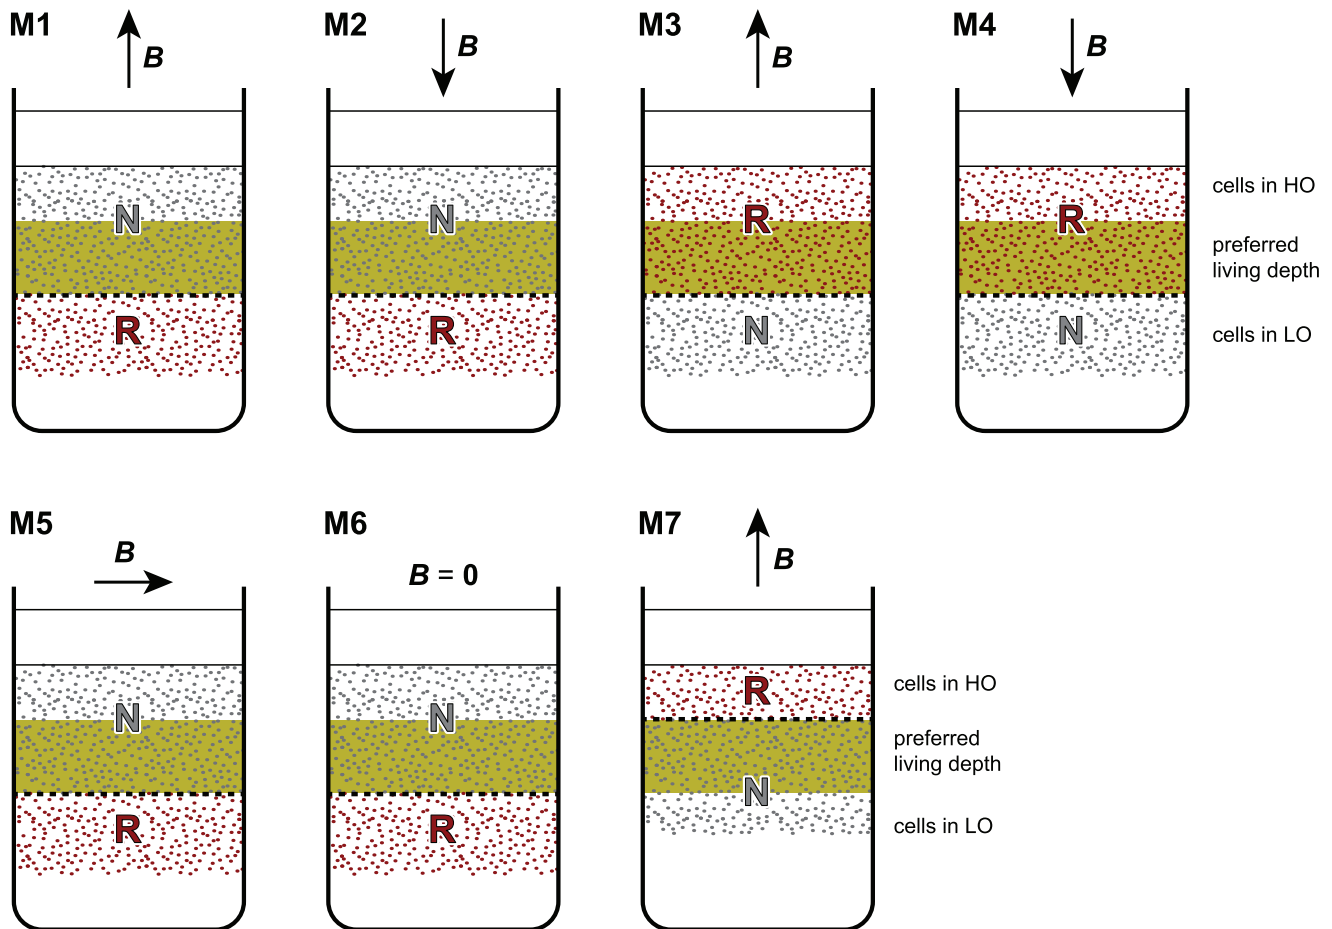 M1
B
M2
B
M3
B
M4
B
N
R
N
R
R
N
R
N
cells in HO
preferred
living depth
cells in LO
M5
B
M6
B = 0
M7
B
N
R
N
R
R
N
cells in HO
preferred
living depth
cells in LO